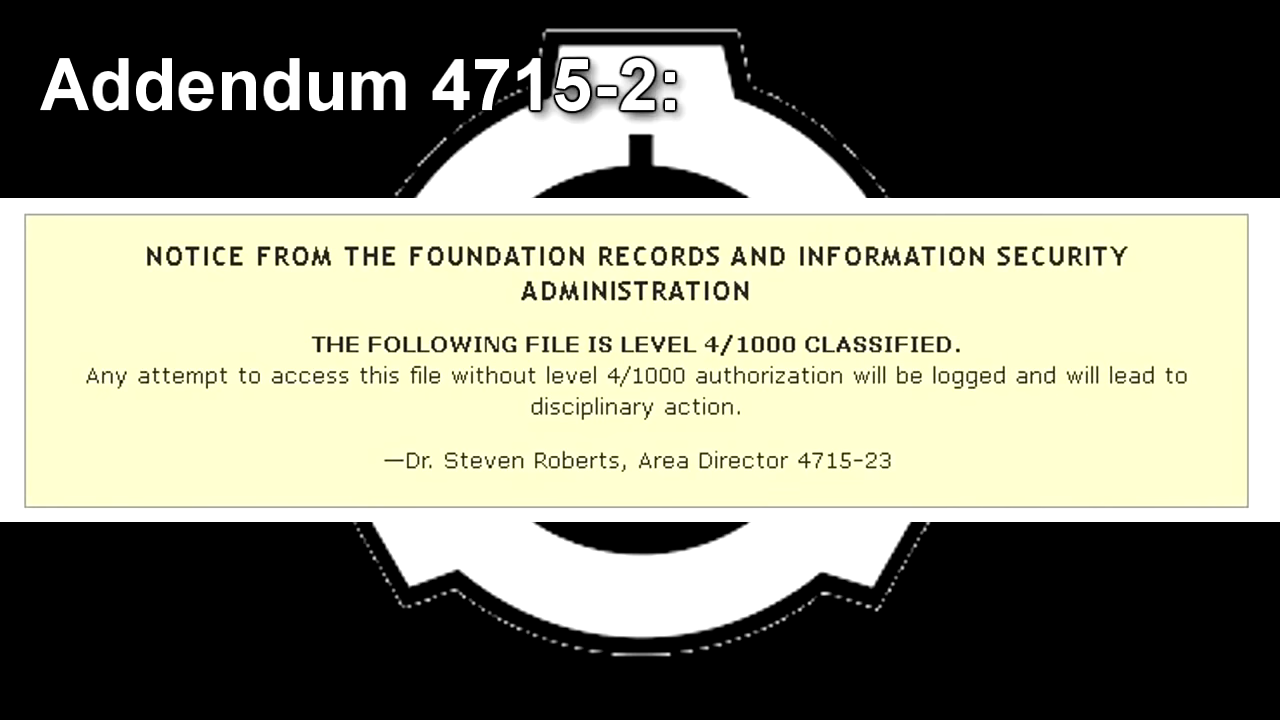 Addendum 4715-2:
NOTICE FROM THE FOUNDATION RECORDS AND INFORMATION SECURITY
ADMINISTRATION
THE FOLLOWING FILE IS LEVEL 4/1000 CLASSIFIED.
Any attempt to access this file without level 4/1000 authorization will be logged and will lead to
disciplinary action.
—Dr. Steven Roberts, Area Director 4715-23